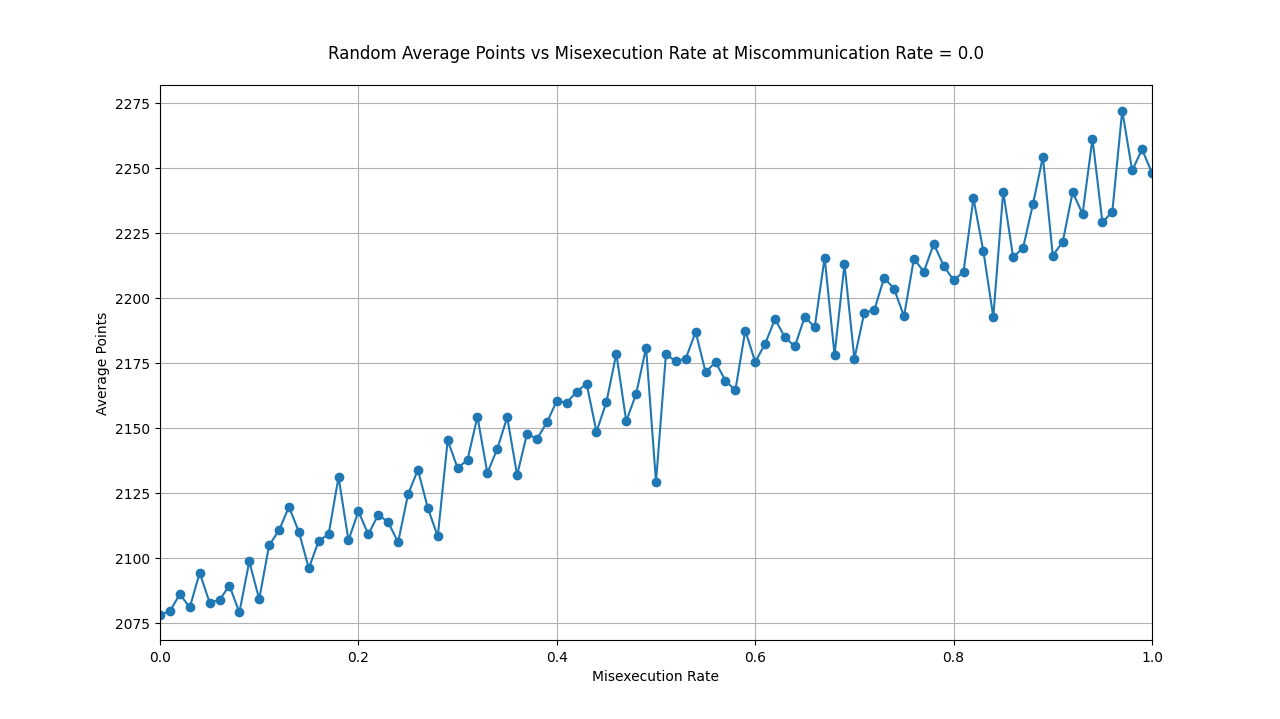 Random Average Points vs Misexecution Rate at Miscommunication Rate = 0.0
2275
2250
2225
2200
2175
2150
2125
2100
2075
Average Points
0.0 0.2 0.4 0.6 0.8 1.0
Misexecution Rate